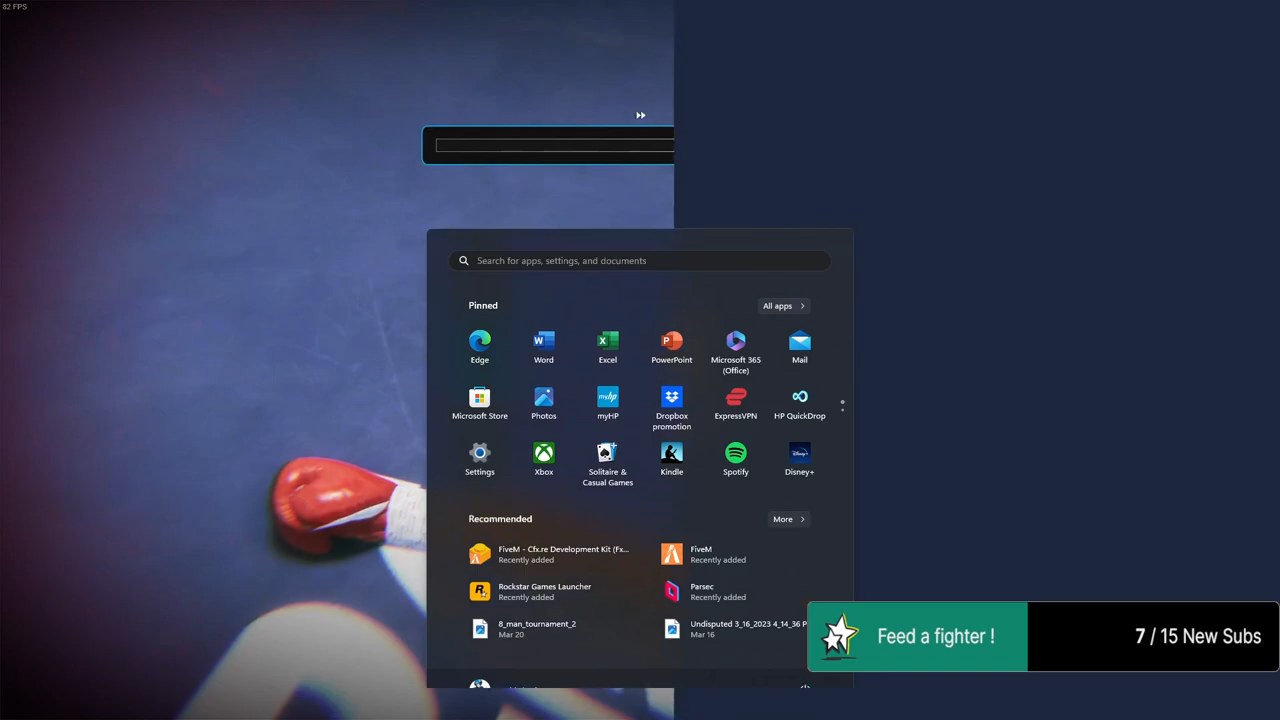 82 FPS
Search for apps, settings, and documents
Pinned
All apps
Edge
Word
Excel
PowerPoint
Microsoft 365
(Office)
Mail
Microsoft Store
Photos
myHP
Dropbox
promotion
ExpressVPN
HP QuickDrop
Settings
Xbox
Solitaire &
Casual Games
Kindle
Spotify
Disney+
Recommended
More
FiveM - Cfx.re Development Kit (Fx...
Recently added
FiveM
Recently added
Rockstar Games Launcher
Recently added
Parsec
Recently added
8_man_tournament_2
Mar 20
Undisputed 3_16_2023 4_14_36 P
Mar 16
Feed a fighter !
7 / 15 New Subs